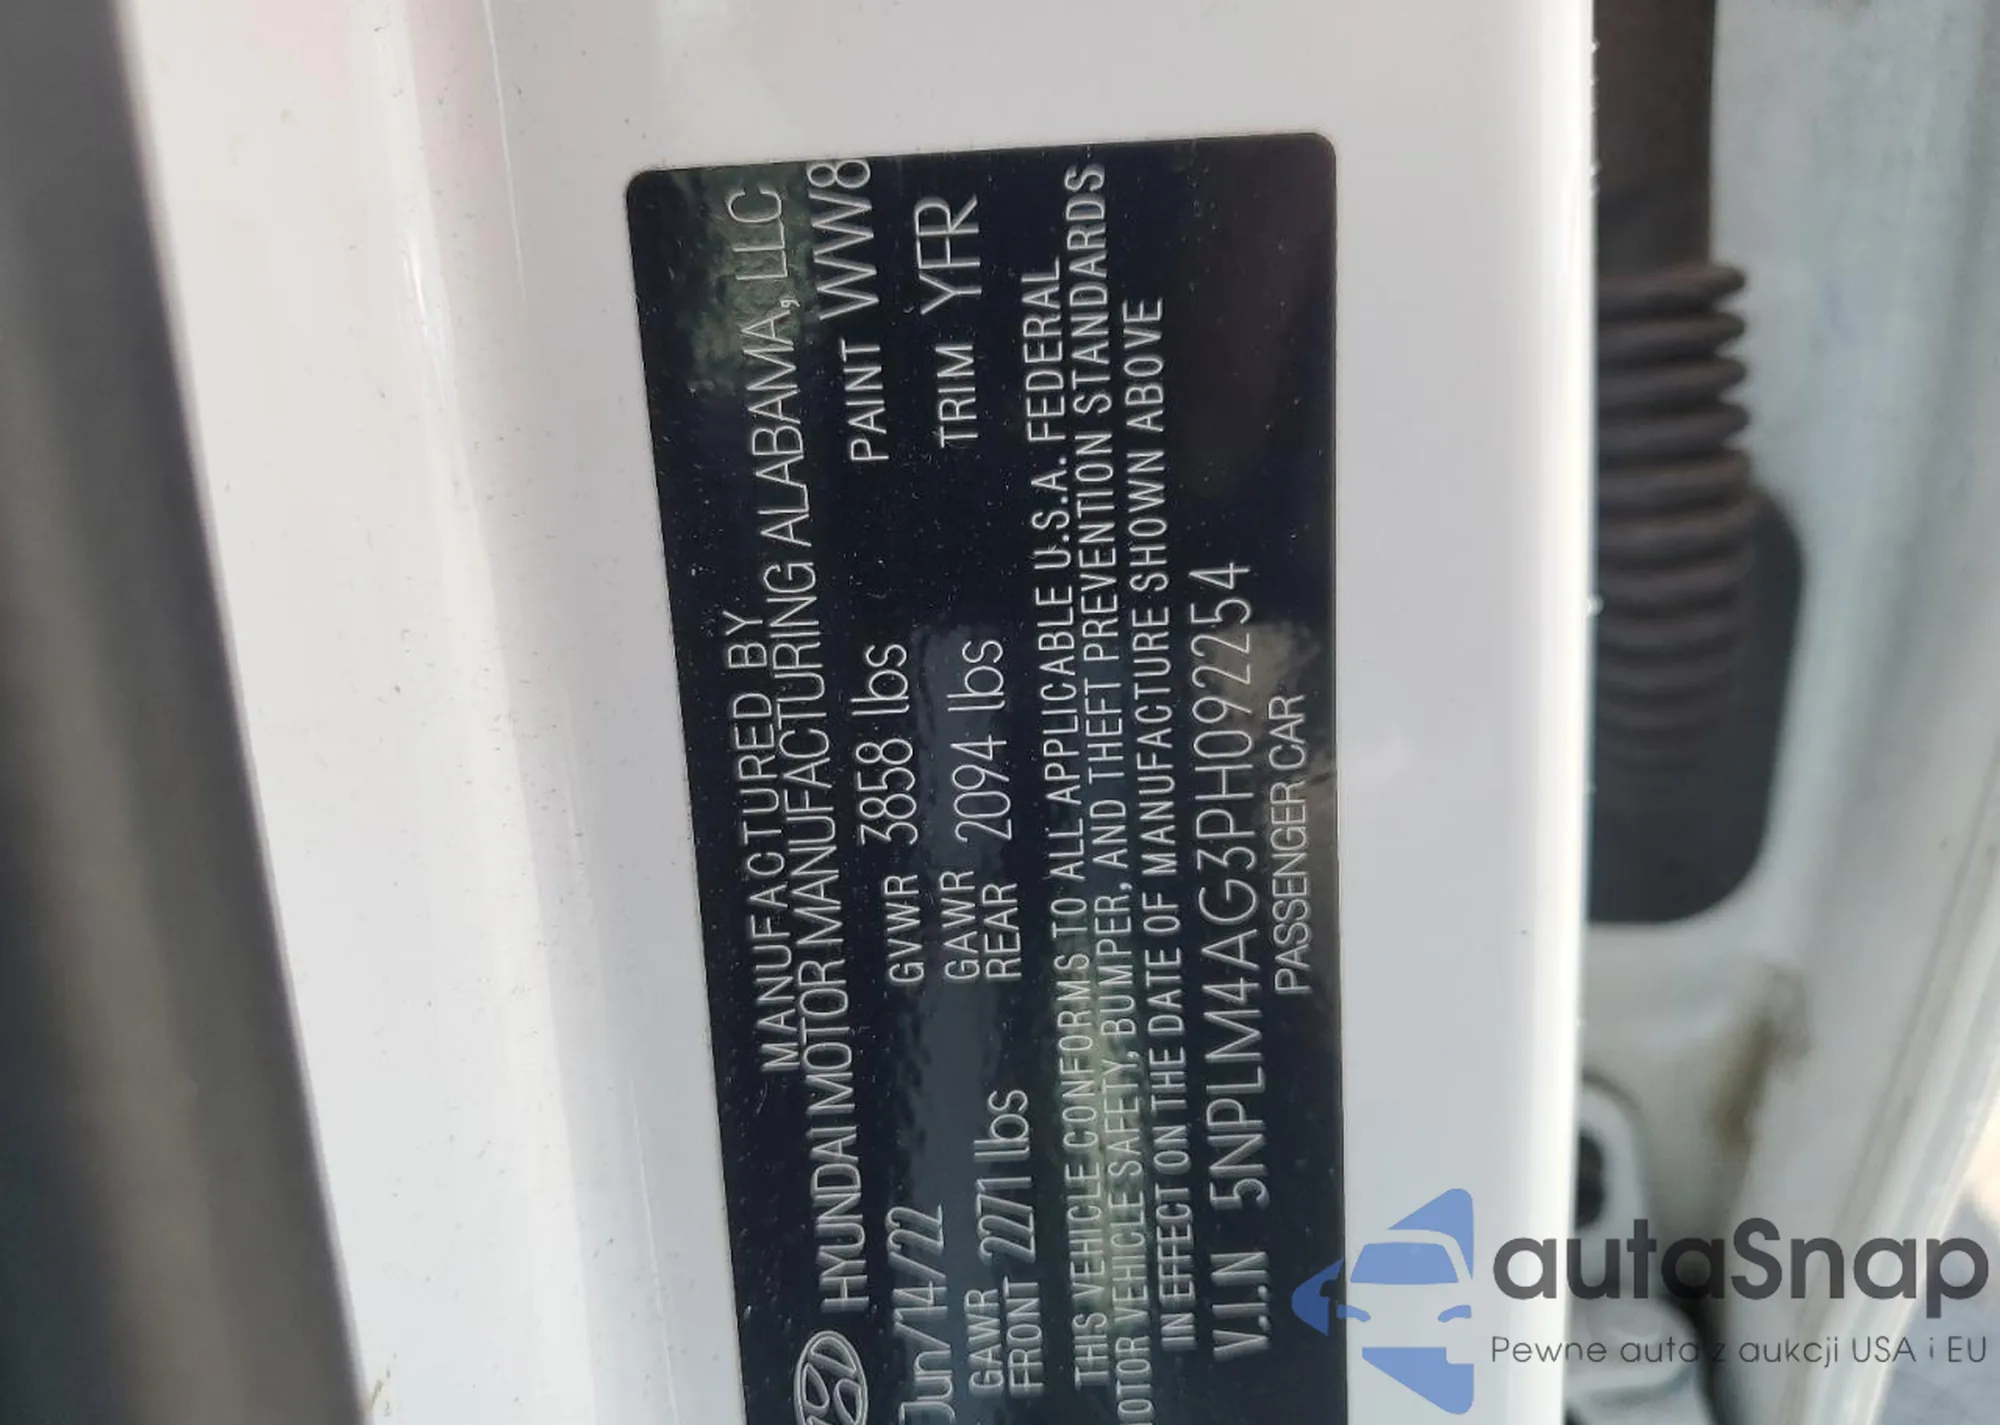 MANUFACTURED BY
HYUNDAI MOTOR MANUFACTURING ALABAMA, LLC
Jun/14/22 GVWR 3858 lbs PAINT WW8
GAWR FRONT 2271 lbs GAWR REAR 2094 lbs TRIM YFR
THIS VEHICLE CONFORMS TO ALL APPLICABLE U.S.A. FEDERAL
MOTOR VEHICLE SAFETY, BUMPER, AND THEFT PREVENTION STANDARDS
IN EFFECT ON THE DATE OF MANUFACTURE SHOWN ABOVE
V.I.N 5NPLM4AG3PH092254
PASSENGER CAR
autaSnap
Pewne auta z aukcji USA i EU